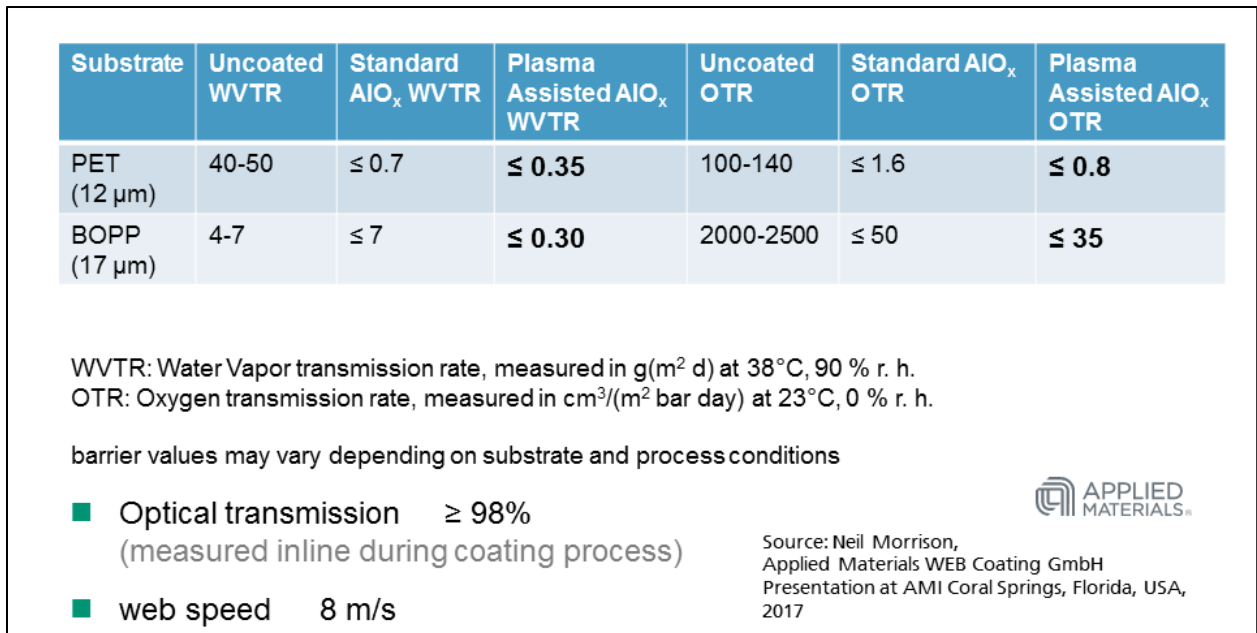 Substrate Uncoated WVTR Standard AlOₓ WVTR Plasma Assisted AlOₓ WVTR Uncoated OTR Standard AlOₓ OTR Plasma Assisted AlOₓ OTR
PET (12 µm) 40-50 ≤ 0.7 ≤ 0.35 100-140 ≤ 1.6 ≤ 0.8
BOPP (17 µm) 4-7 ≤ 7 ≤ 0.30 2000-2500 ≤ 50 ≤ 35
WVTR: Water Vapor transmission rate, measured in g(m² d) at 38°C, 90 % r. h.
OTR: Oxygen transmission rate, measured in cm³/(m² bar day) at 23°C, 0 % r. h.
barrier values may vary depending on substrate and process conditions
Optical transmission ≥ 98%
(measured inline during coating process)
web speed 8 m/s
APPLIED
MATERIALS®
Source: Neil Morrison,
Applied Materials WEB Coating GmbH
Presentation at AMI Coral Springs, Florida, USA,
2017